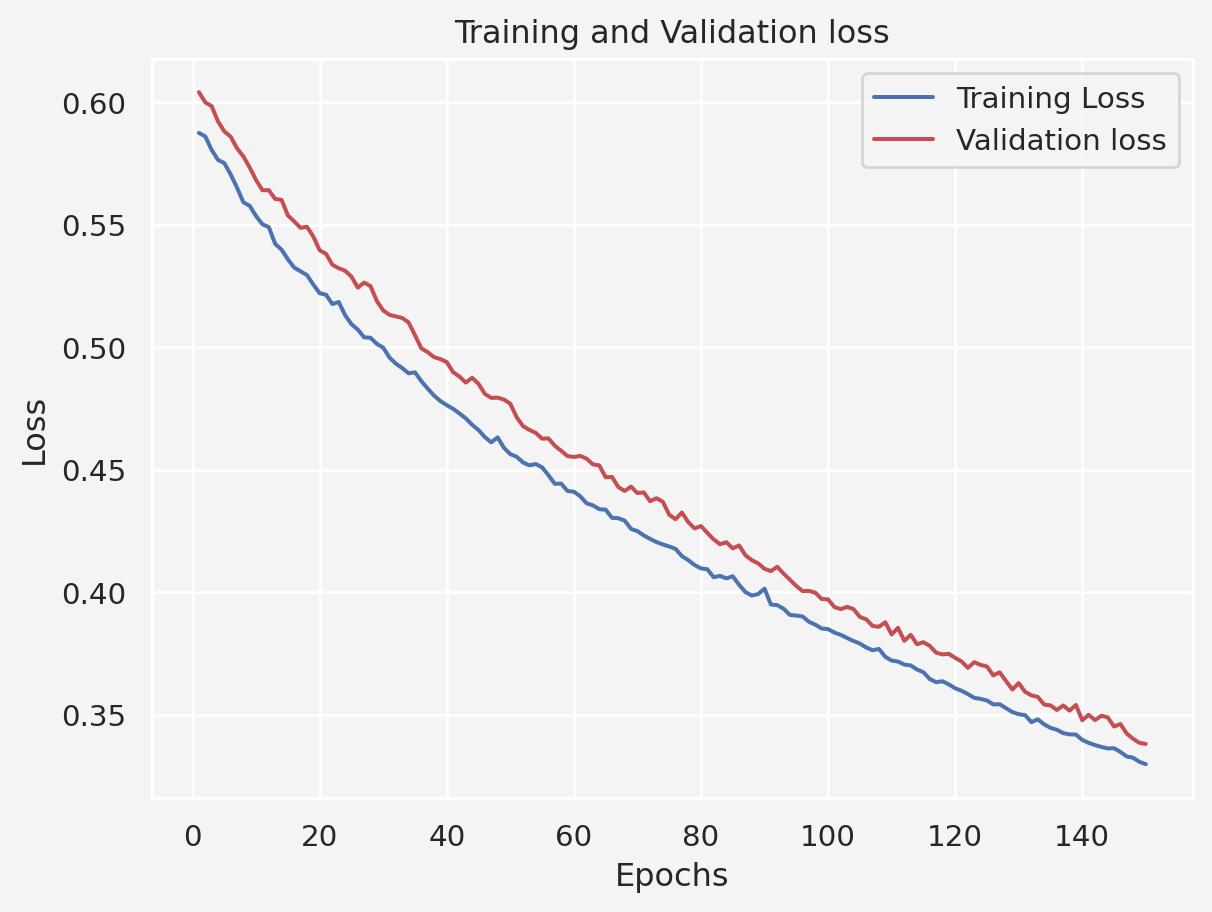 Training and Validation loss
Training Loss
Validation loss
0.60
0.55
0.50
0.45
0.40
0.35
Loss
0 20 40 60 80 100 120 140
Epochs